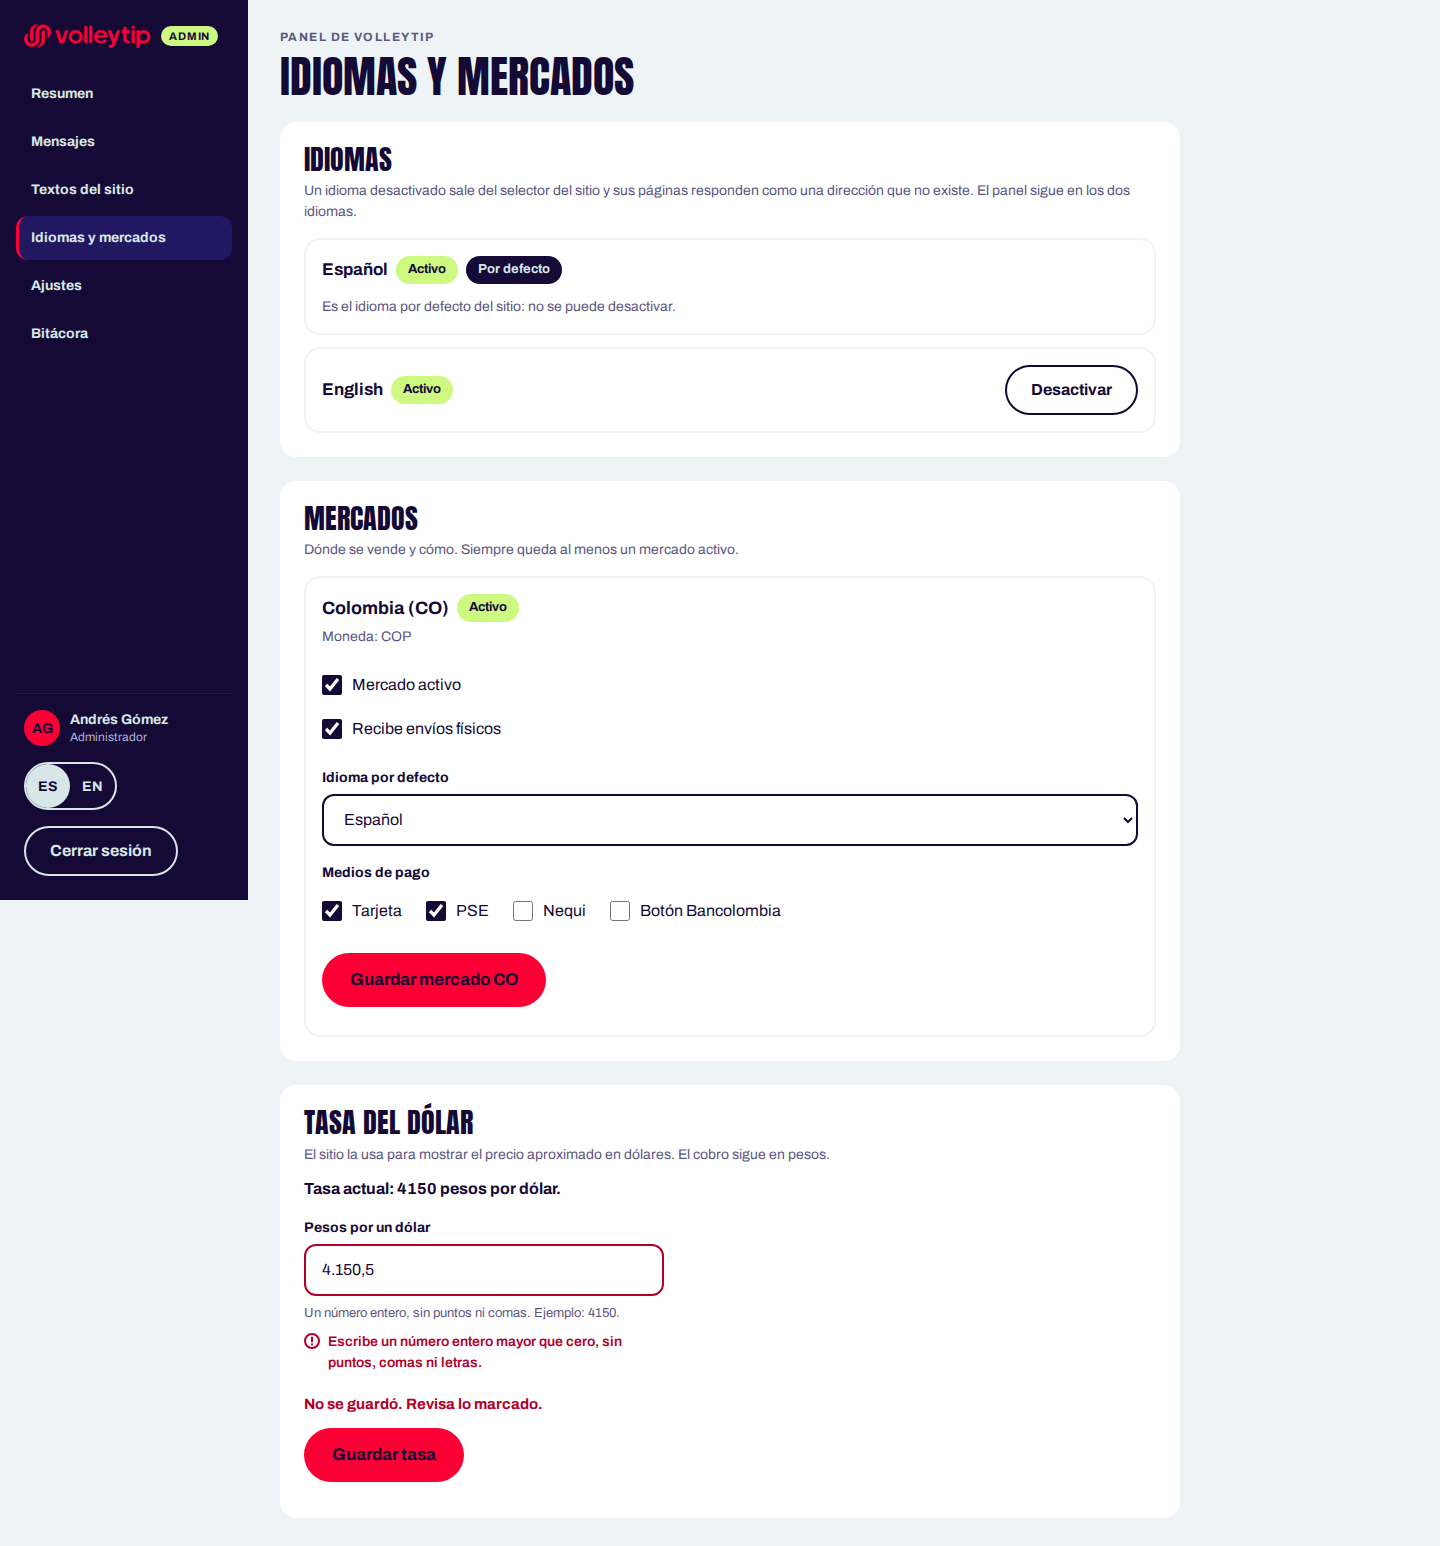 volleytip ADMIN
Resumen
Mensajes
Textos del sitio
Idiomas y mercados
Ajustes
Bitácora
AG Andrés Gómez
Administrador
ES EN
Cerrar sesión
PANEL DE VOLLEYTIP
IDIOMAS Y MERCADOS
IDIOMAS
Un idioma desactivado sale del selector del sitio y sus páginas responden como una dirección que no existe. El panel sigue en los dos
idiomas.
Español Activo Por defecto
Es el idioma por defecto del sitio: no se puede desactivar.
English Activo Desactivar
MERCADOS
Dónde se vende y cómo. Siempre queda al menos un mercado activo.
Colombia (CO) Activo
Moneda: COP
Mercado activo
Recibe envíos físicos
Idioma por defecto
Español
Medios de pago
Tarjeta PSE Nequi Botón Bancolombia
Guardar mercado CO
TASA DEL DÓLAR
El sitio la usa para mostrar el precio aproximado en dólares. El cobro sigue en pesos.
Tasa actual: 4150 pesos por dólar.
Pesos por un dólar
4.150,5
Un número entero, sin puntos ni comas. Ejemplo: 4150.
Escribe un número entero mayor que cero, sin
puntos, comas ni letras.
No se guardó. Revisa lo marcado.
Guardar tasa